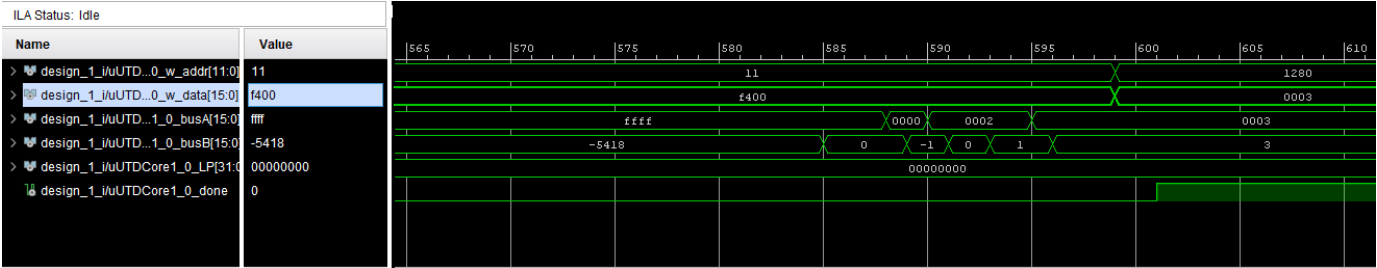 ILA Status: Idle
Name Value
565 570 575 580 585 590 595 600 605 610
design_1_i/uUTD...0_w_addr[11:0] 11 11 1280
design_1_i/uUTD...0_w_data[15:0] f400 f400 0003
design_1_i/uUTD...1_0_busA[15:0] ffff ffff 0000 0002 0003
design_1_i/uUTD...1_0_busB[15:0] -5418 -5418 0 -1 0 1 3
design_1_i/uUTDCore1_0_LP[31:0 00000000 00000000
design_1_i/uUTDCore1_0_done 0